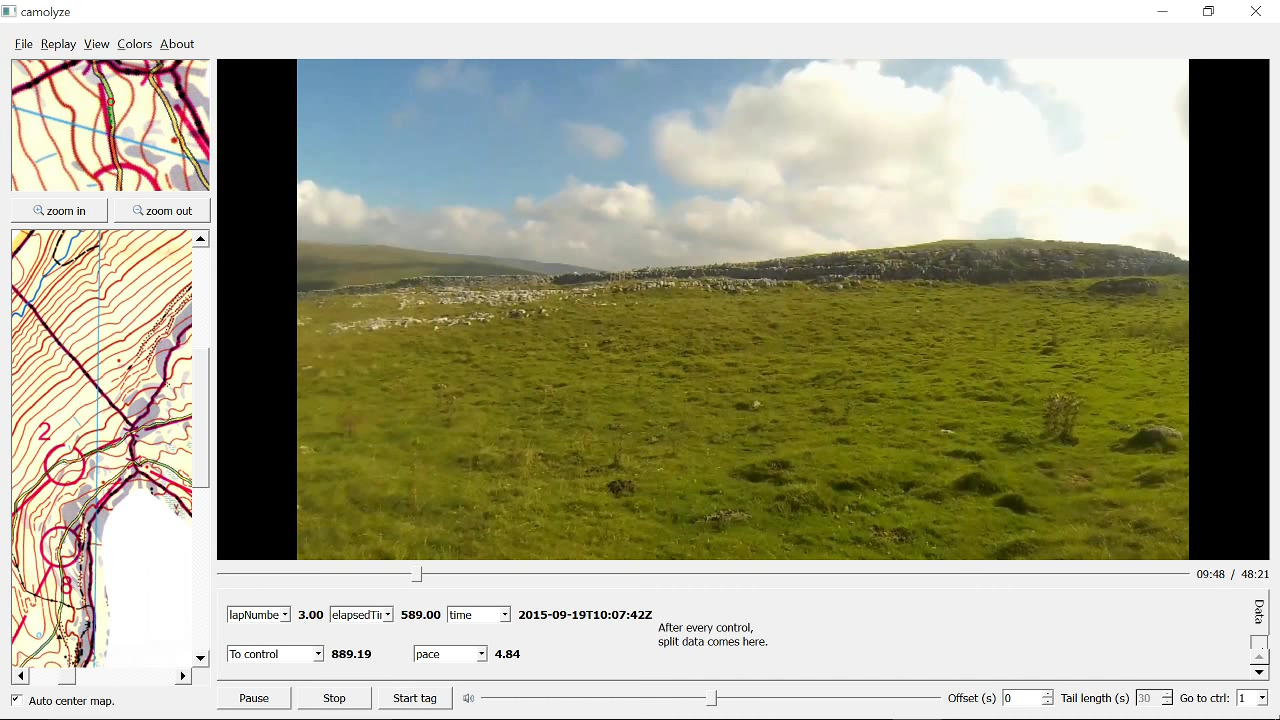 camolyze
File Replay View Colors About
zoom in zoom out
2
8
09:48 / 48:21
lapNumbe 3.00 elapsedTi 589.00 time 2015-09-19T10:07:42Z
After every control,
split data comes here.
To control 889.19 pace 4.84
Data
Auto center map.
Pause Stop Start tag Offset (s) 0 Tail length (s) 30 Go to ctrl: 1